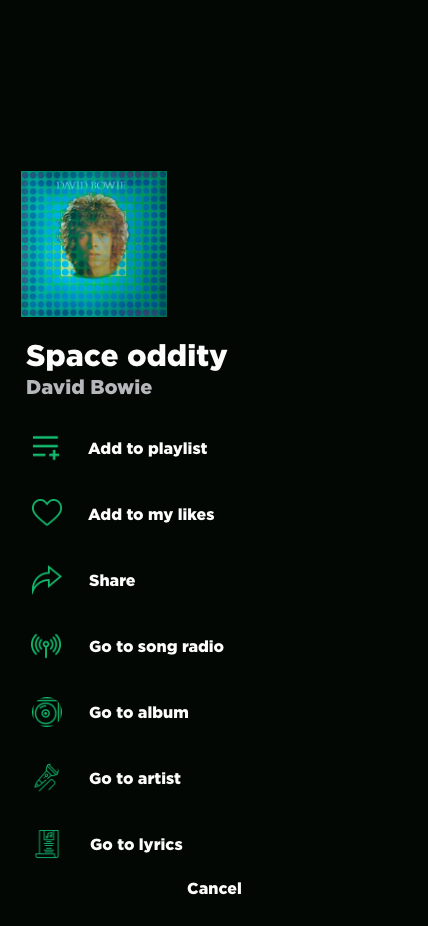 DAVID BOWIE
Space oddity
David Bowie
Add to playlist
Add to my likes
Share
Go to song radio
Go to album
Go to artist
Go to lyrics
Cancel